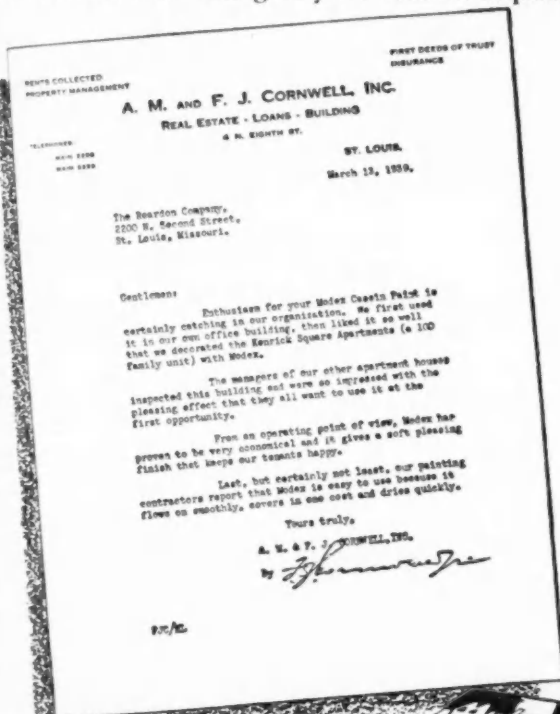 RENTS COLLECTED
PROPERTY MANAGEMENT
FIRST DEEDS OF TRUST
INSURANCE
A. M. AND F. J. CORNWELL, INC.
REAL ESTATE - LOANS - BUILDING
4 N. EIGHTH ST.
TELEPHONES
ST. LOUIS.
March 13, 1939.
The Reardon Company,
2200 N. Second Street,
St. Louis, Missouri.
Gentlemen:
Enthusiasm for your Modex Casein Paint is
certainly catching in our organization. We first used
it in our own office building, then liked it so well
that we decorated the Kenrick Square Apartments (a 100
family unit) with Modex.
The managers of our other apartment houses
inspected this building and were so impressed with the
pleasing effect that they all want to use it at the
first opportunity.
From an operating point of view, Modex has
proven to be very economical and it gives a soft pleasing
finish that keeps our tenants happy.
Last, but certainly not least, our painting
contractors report that Modex is easy to use because it
flows on smoothly, covers in one coat and dries quickly.
Yours truly,
A. M. & F. J. CORNWELL, INC.
By